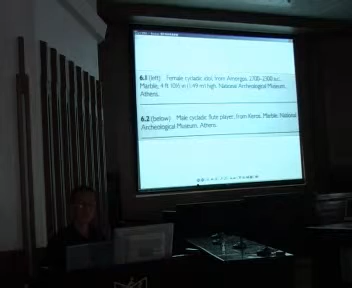 6.1 (left) Female cycladic idol, from Amorgos, 2700–2300 B.C.
Marble, 4 ft 10½ in (1.49 m) high. National Archeological Museum,
Athens.
6.2 (below) Male cycladic flute player, from Keros. Marble. National
Archeological Museum, Athens.